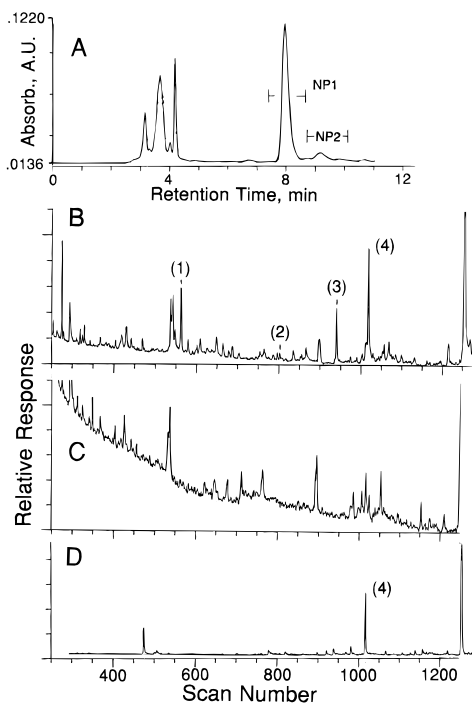 .1220
A
Absorb., A.U.
NP1
NP2
.0136
0 4 8 12
Retention Time, min
B
(1)
(2)
(3)
(4)
Relative Response
C
D
(4)
400 600 800 1000 1200
Scan Number